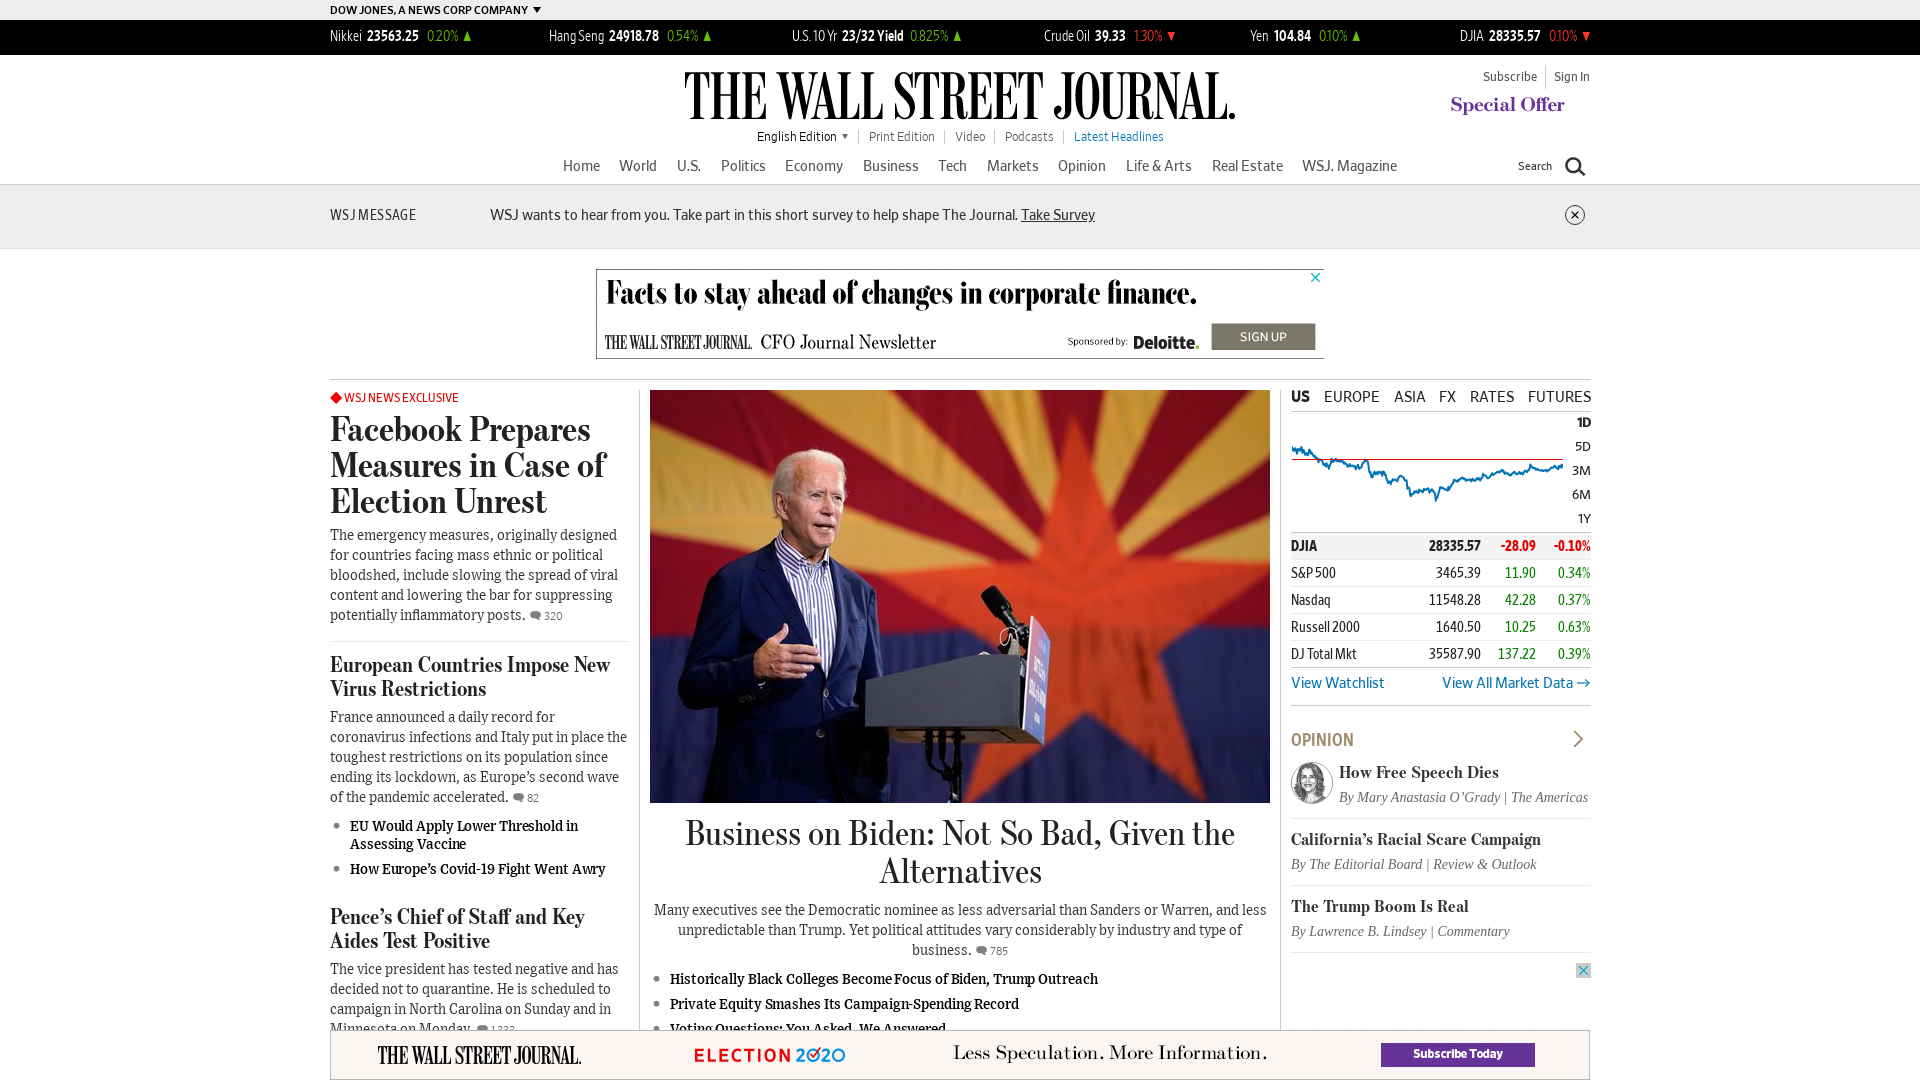 DOW JONES, A NEWS CORP COMPANY
Nikkei 23563.25 0.20% Hang Seng 24918.78 0.54% U.S. 10 Yr 23/32 Yield 0.825% Crude Oil 39.33 1.30% Yen 104.84 0.10% DJIA 28335.57 0.10%
Subscribe Sign In
THE WALL STREET JOURNAL.
Special Offer
English Edition Print Edition Video Podcasts Latest Headlines
Home World U.S. Politics Economy Business Tech Markets Opinion Life & Arts Real Estate WSJ. Magazine Search
WSJ MESSAGE WSJ wants to hear from you. Take part in this short survey to help shape The Journal. Take Survey
Facts to stay ahead of changes in corporate finance.
THE WALL STREET JOURNAL. CFO Journal Newsletter Sponsored by: Deloitte. SIGN UP
WSJ NEWS EXCLUSIVE
Facebook Prepares
Measures in Case of
Election Unrest
The emergency measures, originally designed
for countries facing mass ethnic or political
bloodshed, include slowing the spread of viral
content and lowering the bar for suppressing
potentially inflammatory posts. 320
European Countries Impose New
Virus Restrictions
France announced a daily record for
coronavirus infections and Italy put in place the
toughest restrictions on its population since
ending its lockdown, as Europe’s second wave
of the pandemic accelerated. 82
EU Would Apply Lower Threshold in
Assessing Vaccine
How Europe’s Covid-19 Fight Went Awry
Pence’s Chief of Staff and Key
Aides Test Positive
The vice president has tested negative and has
decided not to quarantine. He is scheduled to
campaign in North Carolina on Sunday and in
Minnesota on Monday. 1333
Business on Biden: Not So Bad, Given the
Alternatives
Many executives see the Democratic nominee as less adversarial than Sanders or Warren, and less
unpredictable than Trump. Yet political attitudes vary considerably by industry and type of
business. 785
Historically Black Colleges Become Focus of Biden, Trump Outreach
Private Equity Smashes Its Campaign-Spending Record
Voting Questions: You Asked, We Answered
US EUROPE ASIA FX RATES FUTURES
1D
5D
3M
6M
1Y
DJIA 28335.57 -28.09 -0.10%
S&P 500 3465.39 11.90 0.34%
Nasdaq 11548.28 42.28 0.37%
Russell 2000 1640.50 10.25 0.63%
DJ Total Mkt 35587.90 137.22 0.39%
View Watchlist View All Market Data
OPINION
How Free Speech Dies
By Mary Anastasia O’Grady | The Americas
California’s Racial Scare Campaign
By The Editorial Board | Review & Outlook
The Trump Boom Is Real
By Lawrence B. Lindsey | Commentary
THE WALL STREET JOURNAL. ELECTION 2020 Less Speculation. More Information. Subscribe Today